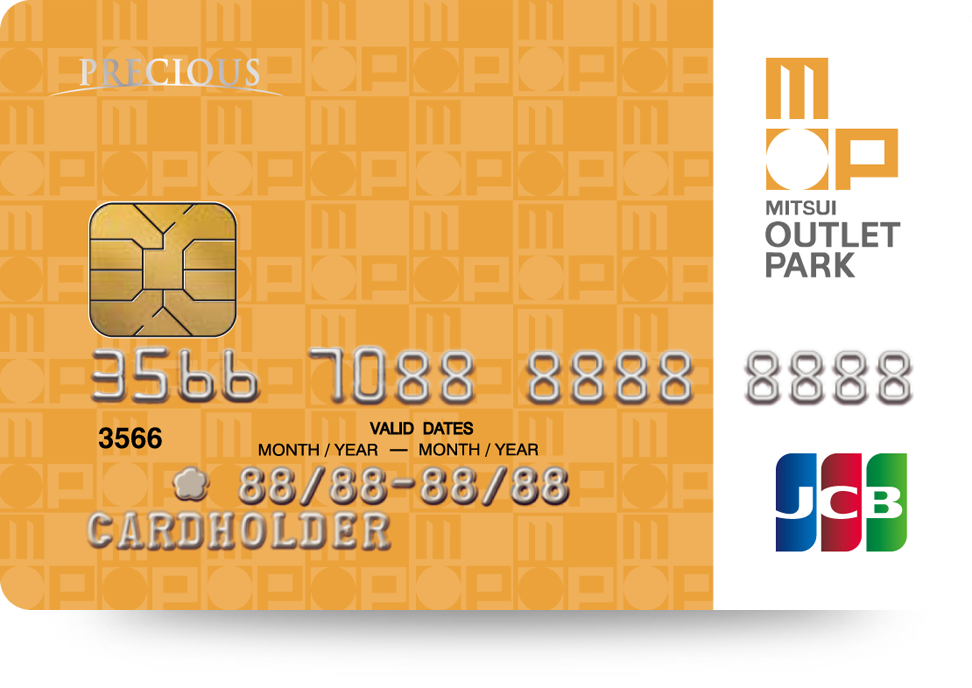 PRECIOUS
mop
MITSUI
OUTLET
PARK
3566 7088 8888 8888
3566
VALID DATES
MONTH / YEAR — MONTH / YEAR
88/88-88/88
CARDHOLDER
JCB